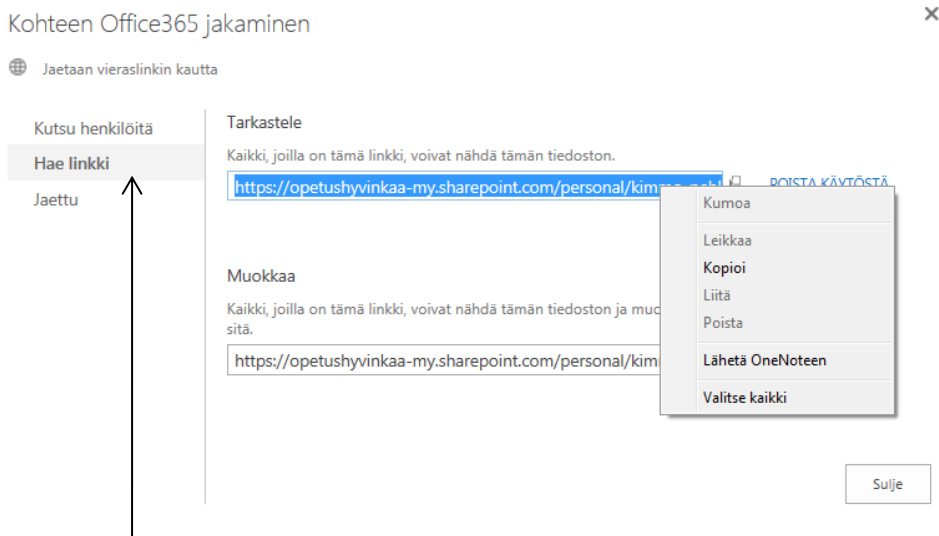 Kohteen Office365 jakaminen
Jaetaan vieraslinkin kautta
Kutsu henkilöitä
Hae linkki
Jaettu
Tarkastele
Kaikki, joilla on tämä linkki, voivat nähdä tämän tiedoston.
https://opetushyvinkaa-my.sharepoint.com/personal/kimmo_pohl
POISTA KÄYTÖSTÄ
Muokkaa
Kaikki, joilla on tämä linkki, voivat nähdä tämän tiedoston ja muo
sitä.
https://opetushyvinkaa-my.sharepoint.com/personal/kim
Kumoa
Leikkaa
Kopioi
Liitä
Poista
Lähetä OneNoteen
Valitse kaikki
Sulje